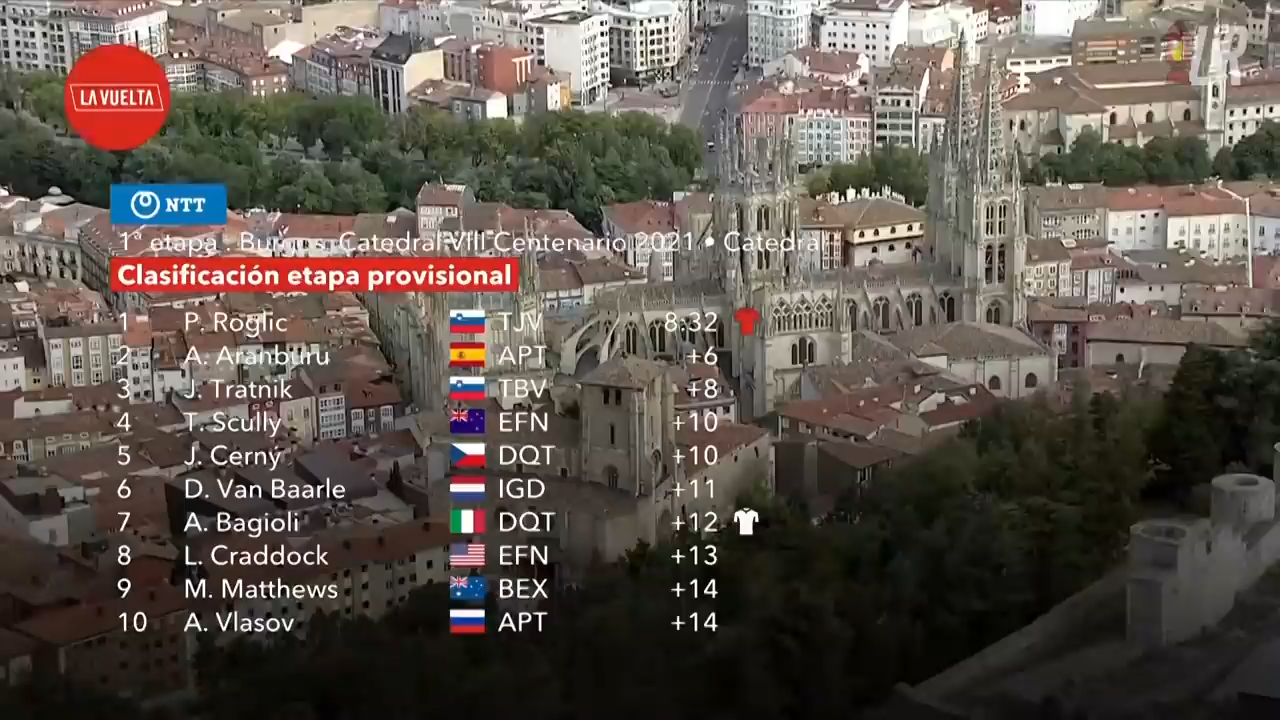 LA VUELTA
LR
NTT
1ª etapa . Burgos. Catedral VIII Centenario 2021 • Catedral
Clasificación etapa provisional
1 P. Roglic TJV 8:32
2 A. Aranburu APT +6
3 J. Tratnik TBV +8
4 T. Scully EFN +10
5 J. Cerny DQT +10
6 D. Van Baarle IGD +11
7 A. Bagioli DQT +12
8 L. Craddock EFN +13
9 M. Matthews BEX +14
10 A. Vlasov APT +14